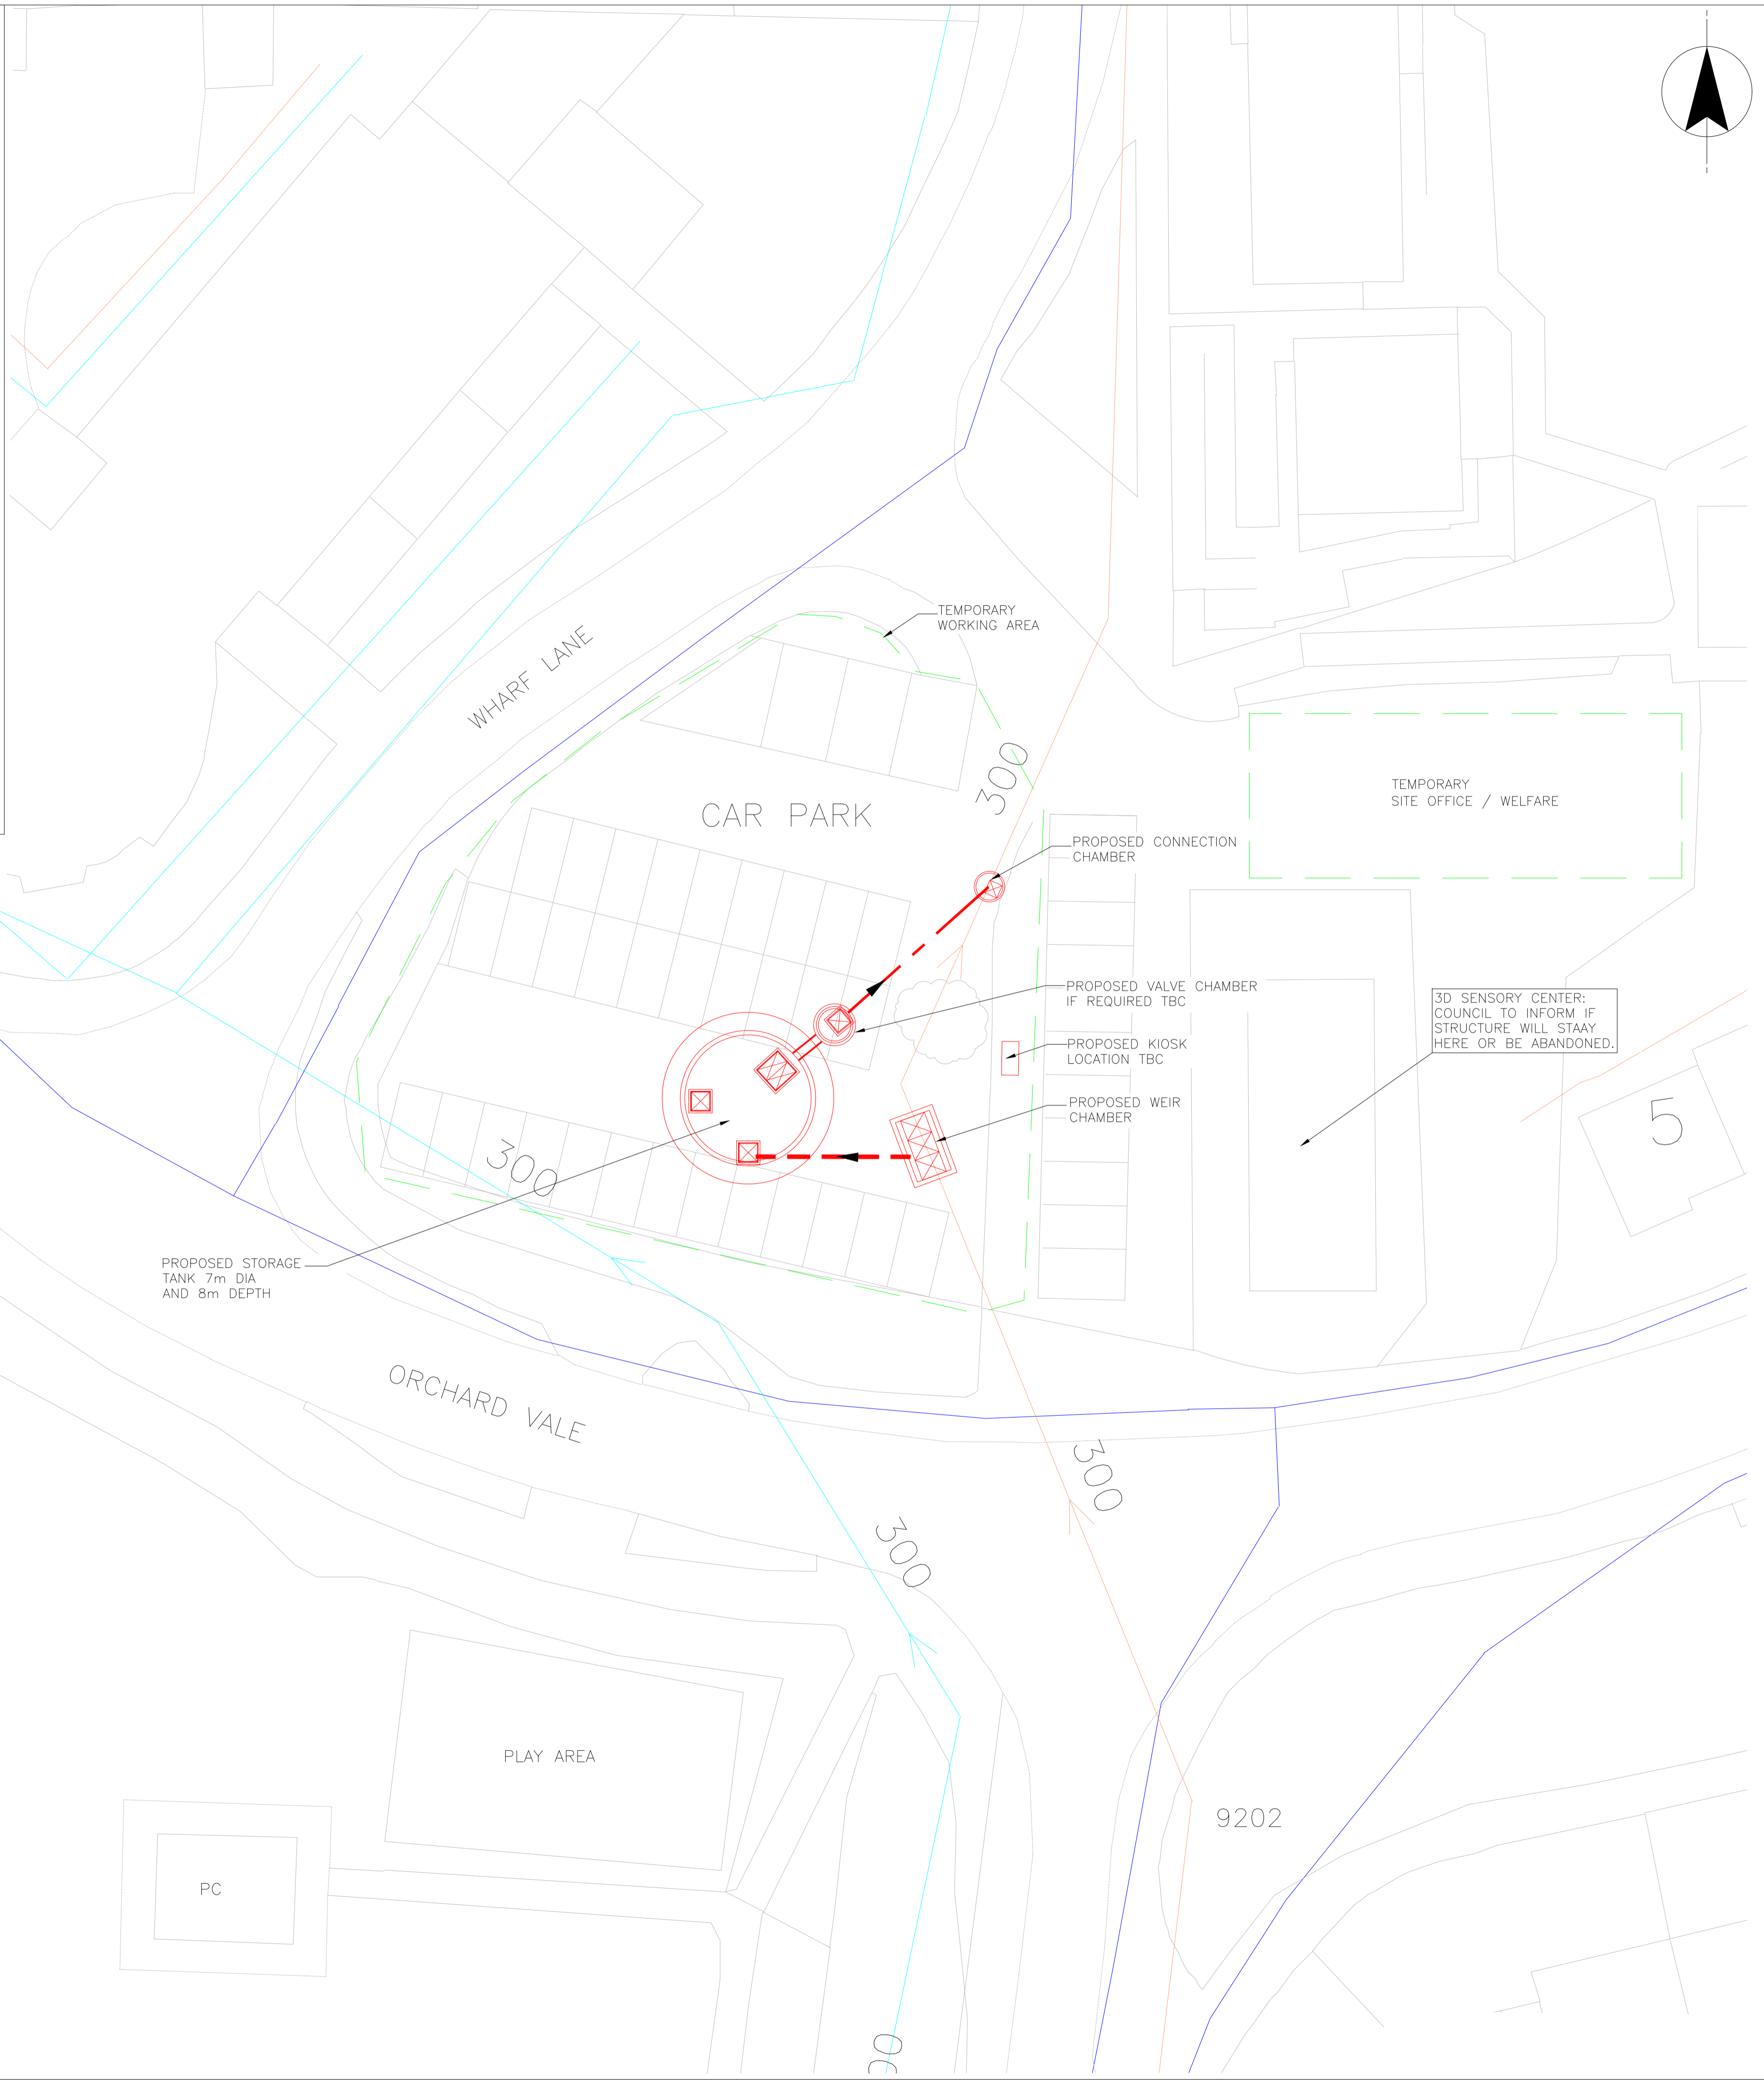 TEMPORARY
WORKING AREA
WHARF LANE
300
TEMPORARY
SITE OFFICE / WELFARE
CAR PARK
PROPOSED CONNECTION
CHAMBER
PROPOSED VALVE CHAMBER
IF REQUIRED TBC
3D SENSORY CENTER:
COUNCIL TO INFORM IF
STRUCTURE WILL STAAY
HERE OR BE ABANDONED.
PROPOSED KIOSK
LOCATION TBC
PROPOSED WEIR
CHAMBER
5
300
PROPOSED STORAGE
TANK 7m DIA
AND 8m DEPTH
ORCHARD VALE
300
300
PLAY AREA
9202
PC
00